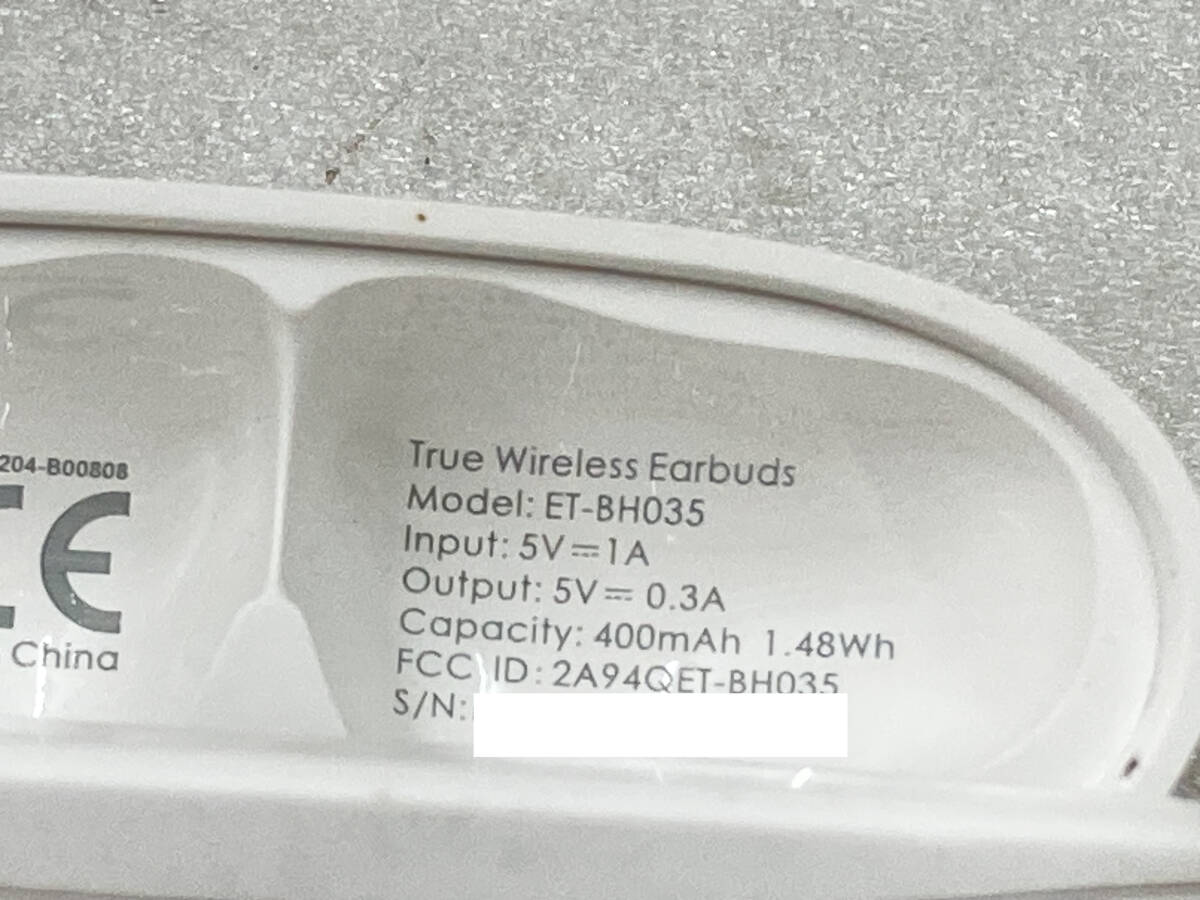 204-B00808
CE
China
True Wireless Earbuds
Model: ET-BH035
Input: 5V⎓1A
Output: 5V⎓ 0.3A
Capacity: 400mAh 1.48Wh
FCC ID: 2A94QET-BH035
S/N: